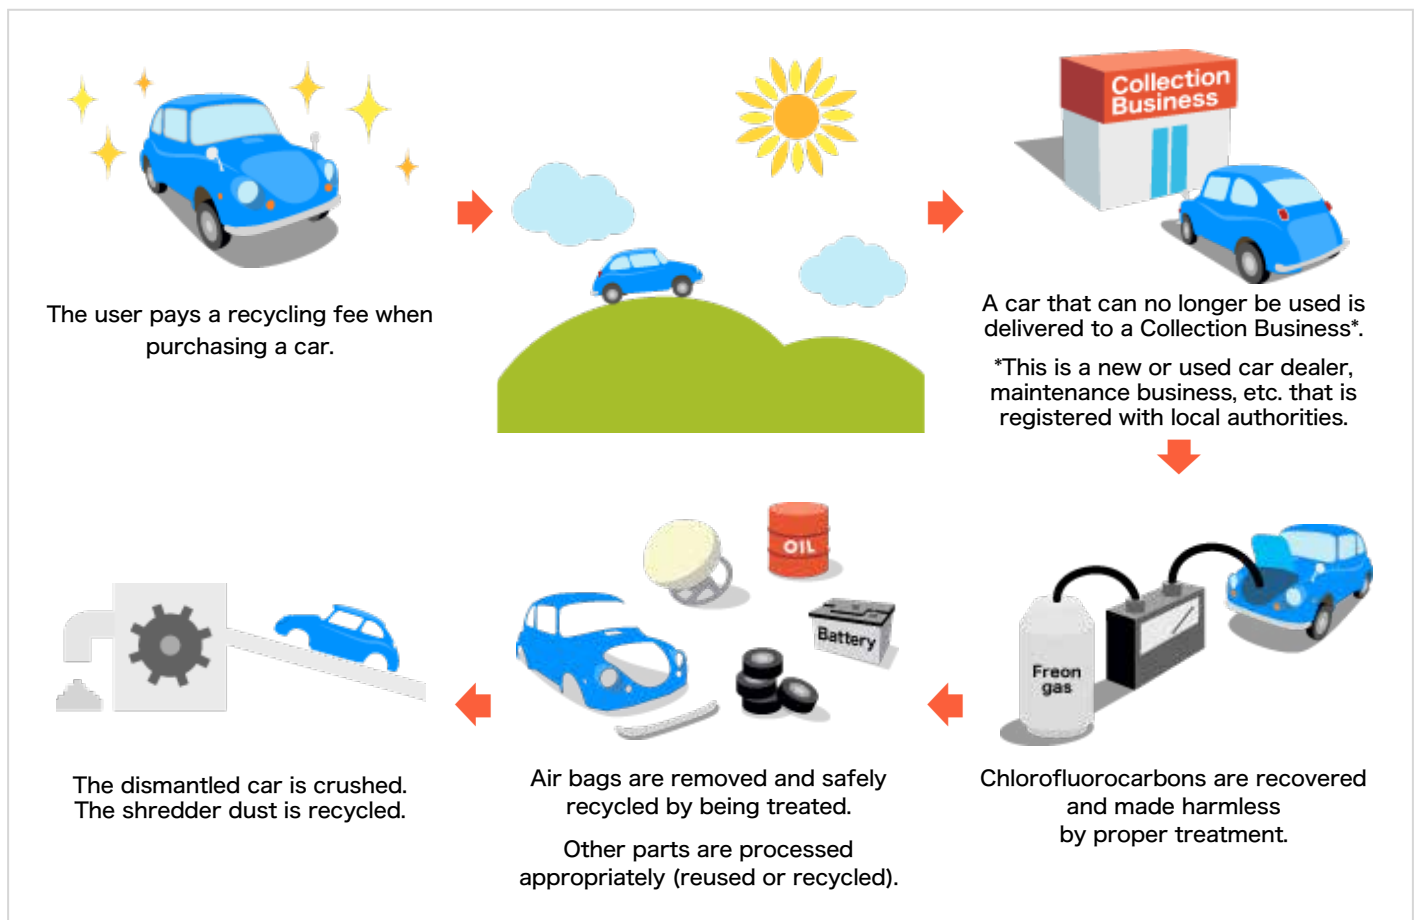 Collection
Business
The user pays a recycling fee when
purchasing a car.
A car that can no longer be used is
delivered to a Collection Business*.
*This is a new or used car dealer,
maintenance business, etc. that is
registered with local authorities.
Freon
gas
Chlorofluorocarbons are recovered
and made harmless
by proper treatment.
OIL
Battery
Air bags are removed and safely
recycled by being treated.
Other parts are processed
appropriately (reused or recycled).
The dismantled car is crushed.
The shredder dust is recycled.